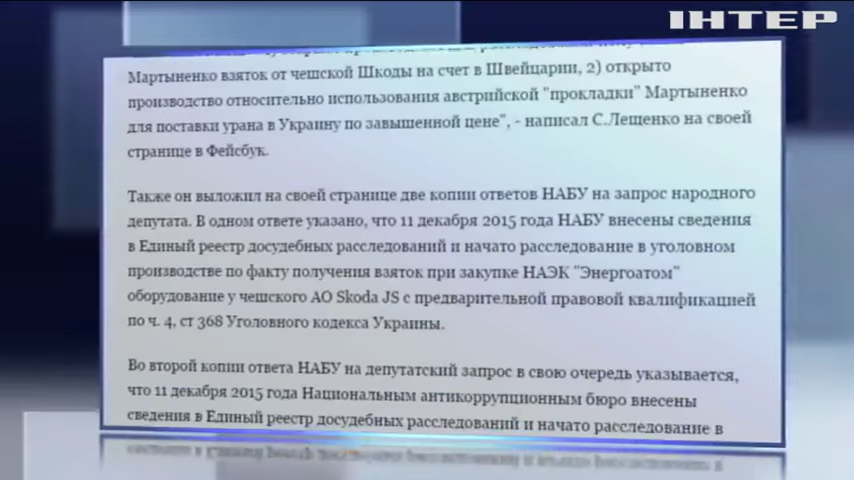 ІНТЕР
Мартыненко взяток от чешской Шкоды на счет в Швейцарии, 2) открыто
производство относительно использования австрийской "прокладки" Мартыненко
для поставки урана в Украину по завышенной цене", - написал С.Лещенко на своей
странице в Фейсбук.
Также он выложил на своей странице две копии ответов НАБУ на запрос народного
депутата. В одном ответе указано, что 11 декабря 2015 года НАБУ внесены сведения
в Единый реестр досудебных расследований и начато расследование в уголовном
производстве по факту получения взяток при закупке НАЭК "Энергоатом"
оборудование у чешского АО Skoda JS с предварительной правовой квалификацией
по ч. 4, ст 368 Уголовного кодекса Украины.
Во второй копии ответа НАБУ на депутатский запрос в свою очередь указывается,
что 11 декабря 2015 года Национальным антикоррупционным бюро внесены
сведения в Единый реестр досудебных расследований и начато расследование в